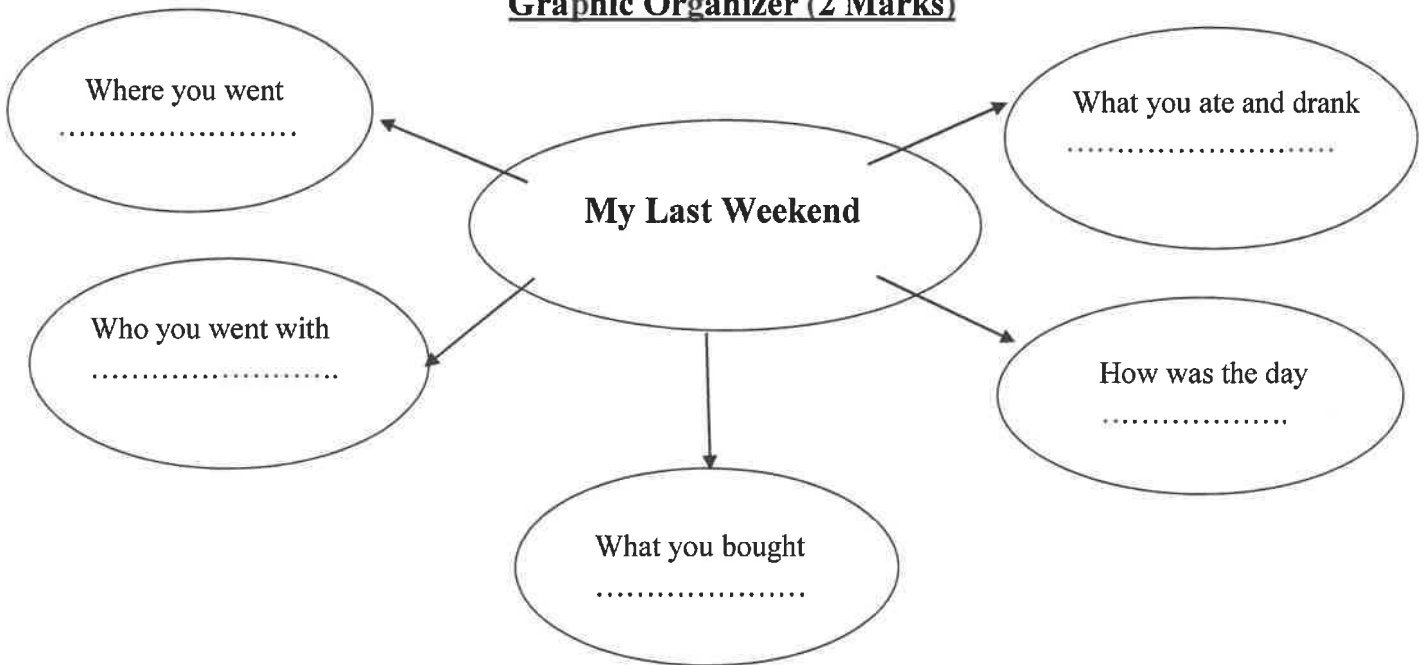 Graphic Organizer (2 Marks)
Where you went
........................
What you ate and drank
...........................
My Last Weekend
Who you went with
.........................
How was the day
...................
What you bought
.....................